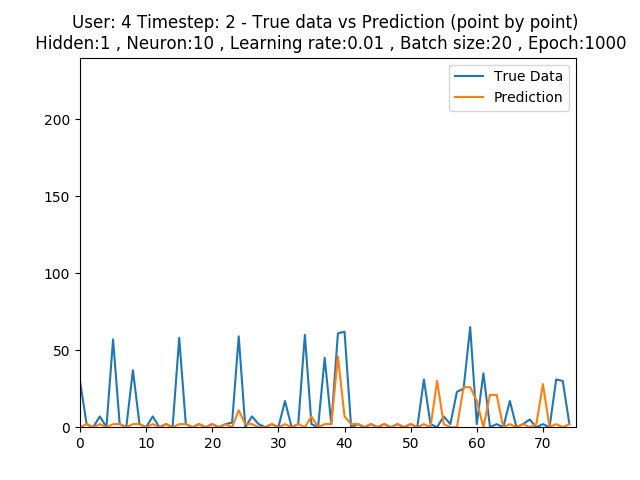 User: 4 Timestep: 2 - True data vs Prediction (point by point)
Hidden:1 , Neuron:10 , Learning rate:0.01 , Batch size:20 , Epoch:1000
True Data
Prediction
200
150
100
50
0
0 10 20 30 40 50 60 70